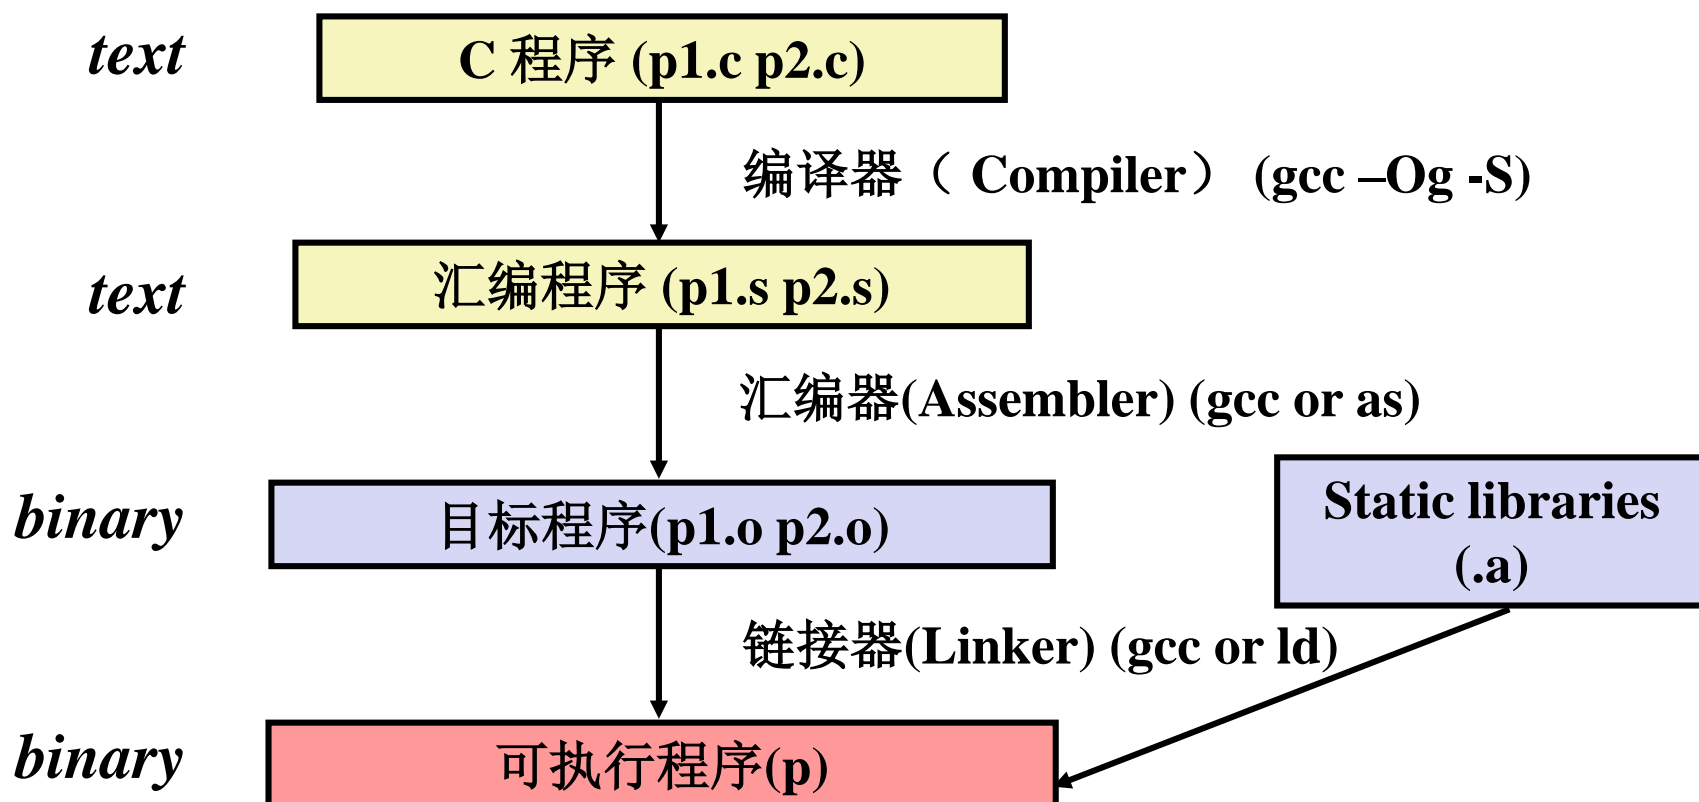 text
C 程序 (p1.c p2.c)
编译器（ Compiler） (gcc –Og -S)
text
汇编程序 (p1.s p2.s)
汇编器(Assembler) (gcc or as)
binary
目标程序(p1.o p2.o)
Static libraries
(.a)
链接器(Linker) (gcc or ld)
binary
可执行程序(p)